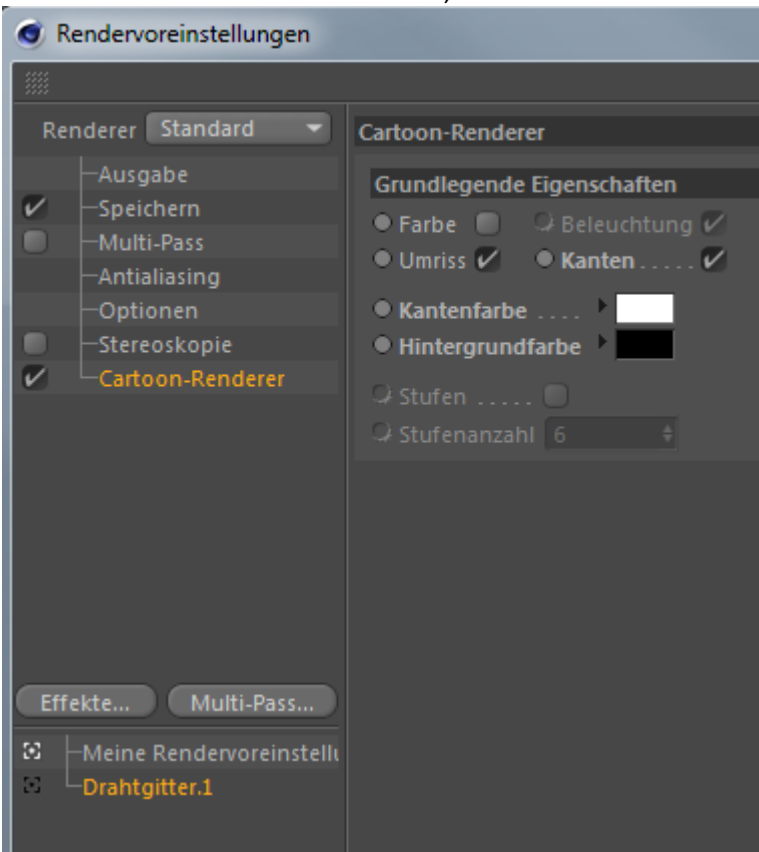 Rendervoreinstellungen
Renderer Standard
Ausgabe
Speichern
Multi-Pass
Antialiasing
Optionen
Stereoskopie
Cartoon-Renderer
Effekte... Multi-Pass...
Meine Rendervoreinstell
Drahtgitter.1
Cartoon-Renderer
Grundlegende Eigenschaften
Farbe Beleuchtung
Umriss Kanten.....
Kantenfarbe ....
Hintergrundfarbe
Stufen .....
Stufenanzahl 6